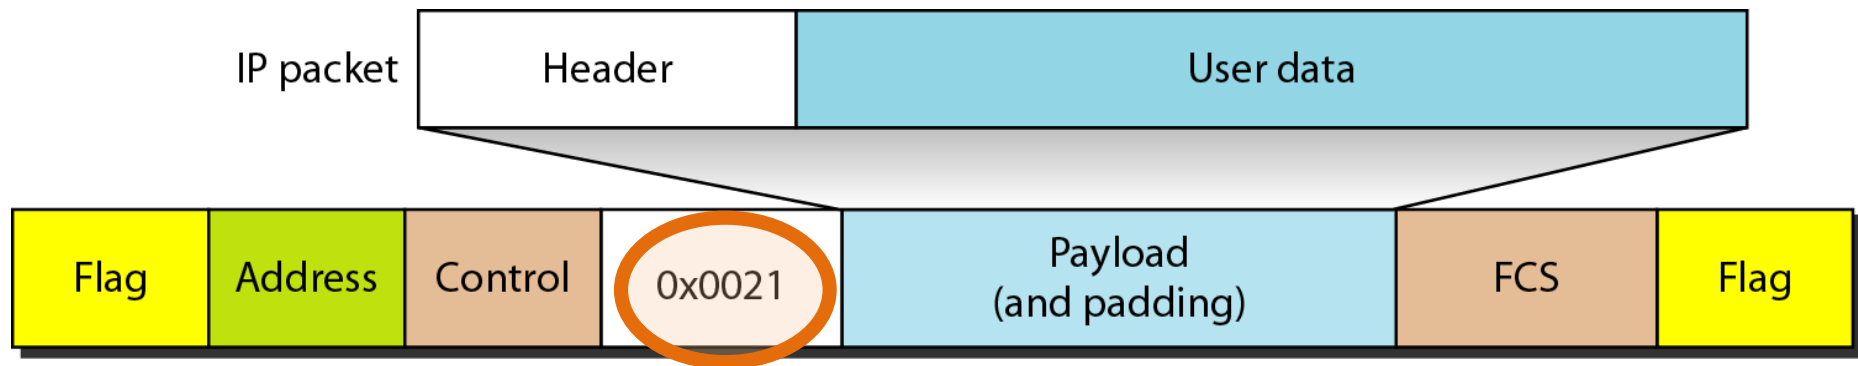 IP packet Header User data
Flag Address Control 0x0021 Payload
(and padding) FCS Flag